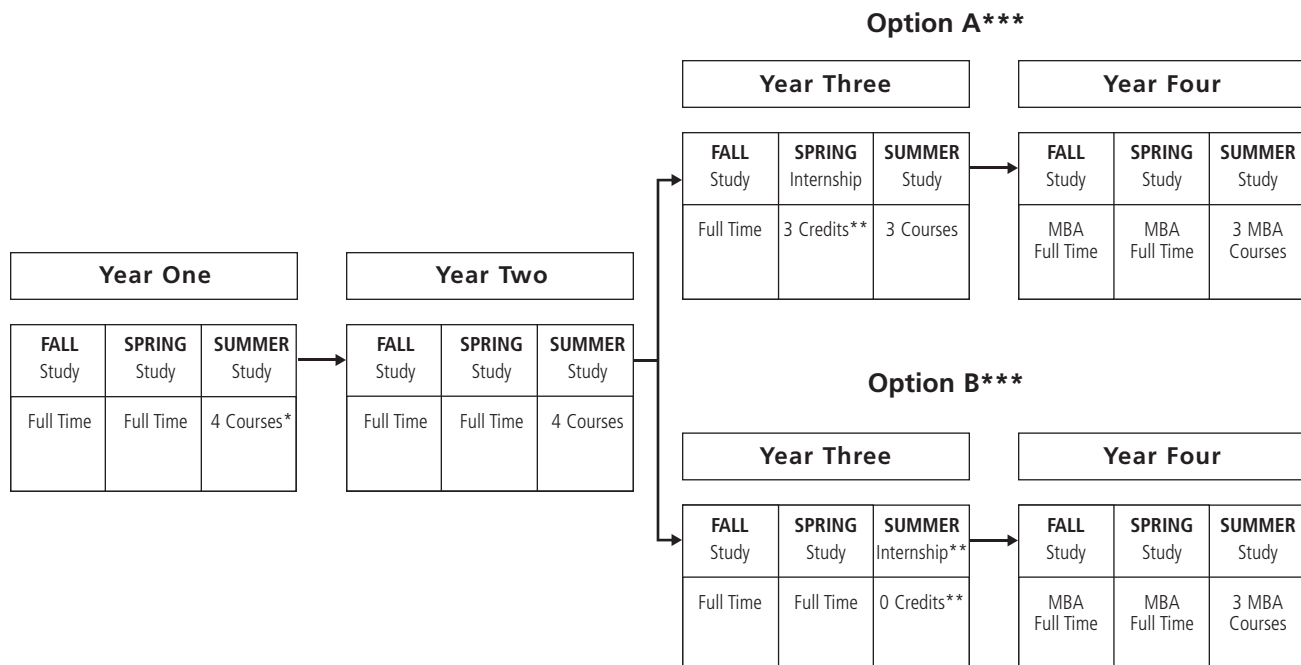 Option A***
Year Three
Year Four
FALL SPRING SUMMER
Study Internship Study
Full Time 3 Credits** 3 Courses
FALL SPRING SUMMER
Study Study Study
MBA MBA 3 MBA
Full Time Full Time Courses
Year One
Year Two
FALL SPRING SUMMER
Study Study Study
Full Time Full Time 4 Courses*
FALL SPRING SUMMER
Study Study Study
Full Time Full Time 4 Courses
Option B***
Year Three
Year Four
FALL SPRING SUMMER
Study Study Internship**
Full Time Full Time 0 Credits**
FALL SPRING SUMMER
Study Study Study
MBA MBA 3 MBA
Full Time Full Time Courses